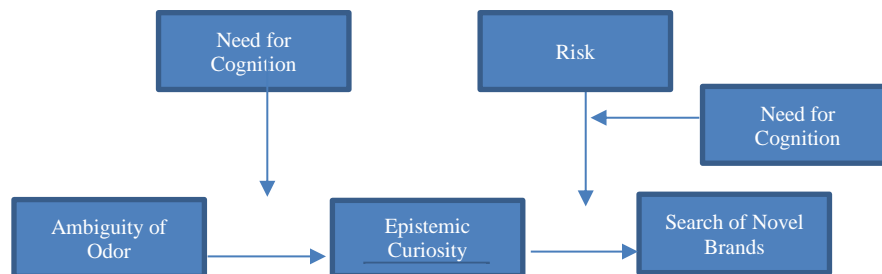 Need for
Cognition
Risk
Need for
Cognition
Ambiguity of
Odor
Epistemic
Curiosity
Search of Novel
Brands